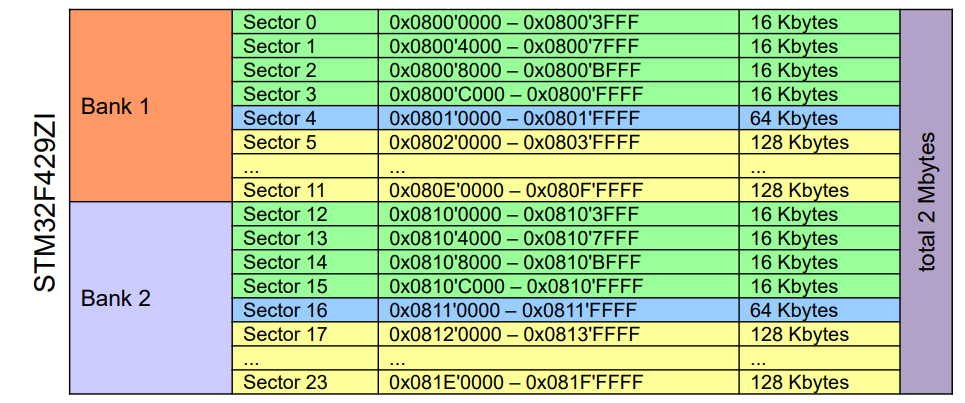 STM32F429ZI
Bank 1
Sector 0 0x0800'0000 – 0x0800'3FFF 16 Kbytes
Sector 1 0x0800'4000 – 0x0800'7FFF 16 Kbytes
Sector 2 0x0800'8000 – 0x0800'BFFF 16 Kbytes
Sector 3 0x0800'C000 – 0x0800'FFFF 16 Kbytes
Sector 4 0x0801'0000 – 0x0801'FFFF 64 Kbytes
Sector 5 0x0802'0000 – 0x0803'FFFF 128 Kbytes
... ... ...
Sector 11 0x080E'0000 – 0x080F'FFFF 128 Kbytes
Bank 2
Sector 12 0x0810'0000 – 0x0810'3FFF 16 Kbytes
Sector 13 0x0810'4000 – 0x0810'7FFF 16 Kbytes
Sector 14 0x0810'8000 – 0x0810'BFFF 16 Kbytes
Sector 15 0x0810'C000 – 0x0810'FFFF 16 Kbytes
Sector 16 0x0811'0000 – 0x0811'FFFF 64 Kbytes
Sector 17 0x0812'0000 – 0x0813'FFFF 128 Kbytes
... ... ...
Sector 23 0x081E'0000 – 0x081F'FFFF 128 Kbytes
total 2 Mbytes